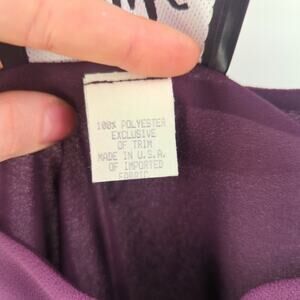 100% POLYESTER
EXCLUSIVE
OF TRIM
MADE IN U.S.A.
OF IMPORTED
FABRIC